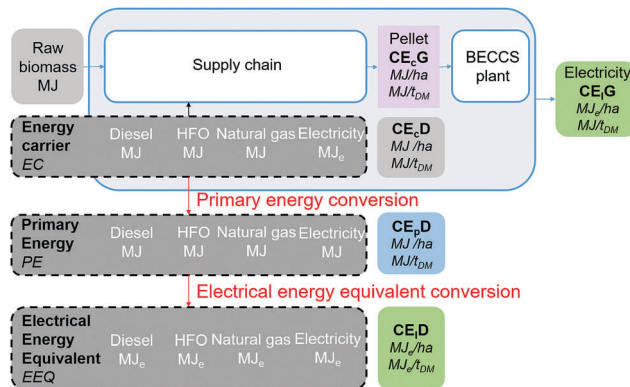 Raw
biomass
MJ
Supply chain
Pellet
CEcG
MJ/ha
MJ/tDM
BECCS
plant
Electricity
CElG
MJe/ha
MJ/tDM
Energy
carrier
EC
Diesel
MJ
HFO
MJ
Natural gas
MJ
Electricity
MJe
CEcD
MJ /ha
MJ/tDM
Primary energy conversion
Primary
Energy
PE
Diesel
MJ
HFO
MJ
Natural gas
MJ
Electricity
MJ
CEpD
MJ /ha
MJ/tDM
Electrical energy equivalent conversion
Electrical
Energy
Equivalent
EEQ
Diesel
MJe
HFO
MJe
Natural gas
MJe
Electricity
MJe
CElD
MJe/ha
MJe/tDM